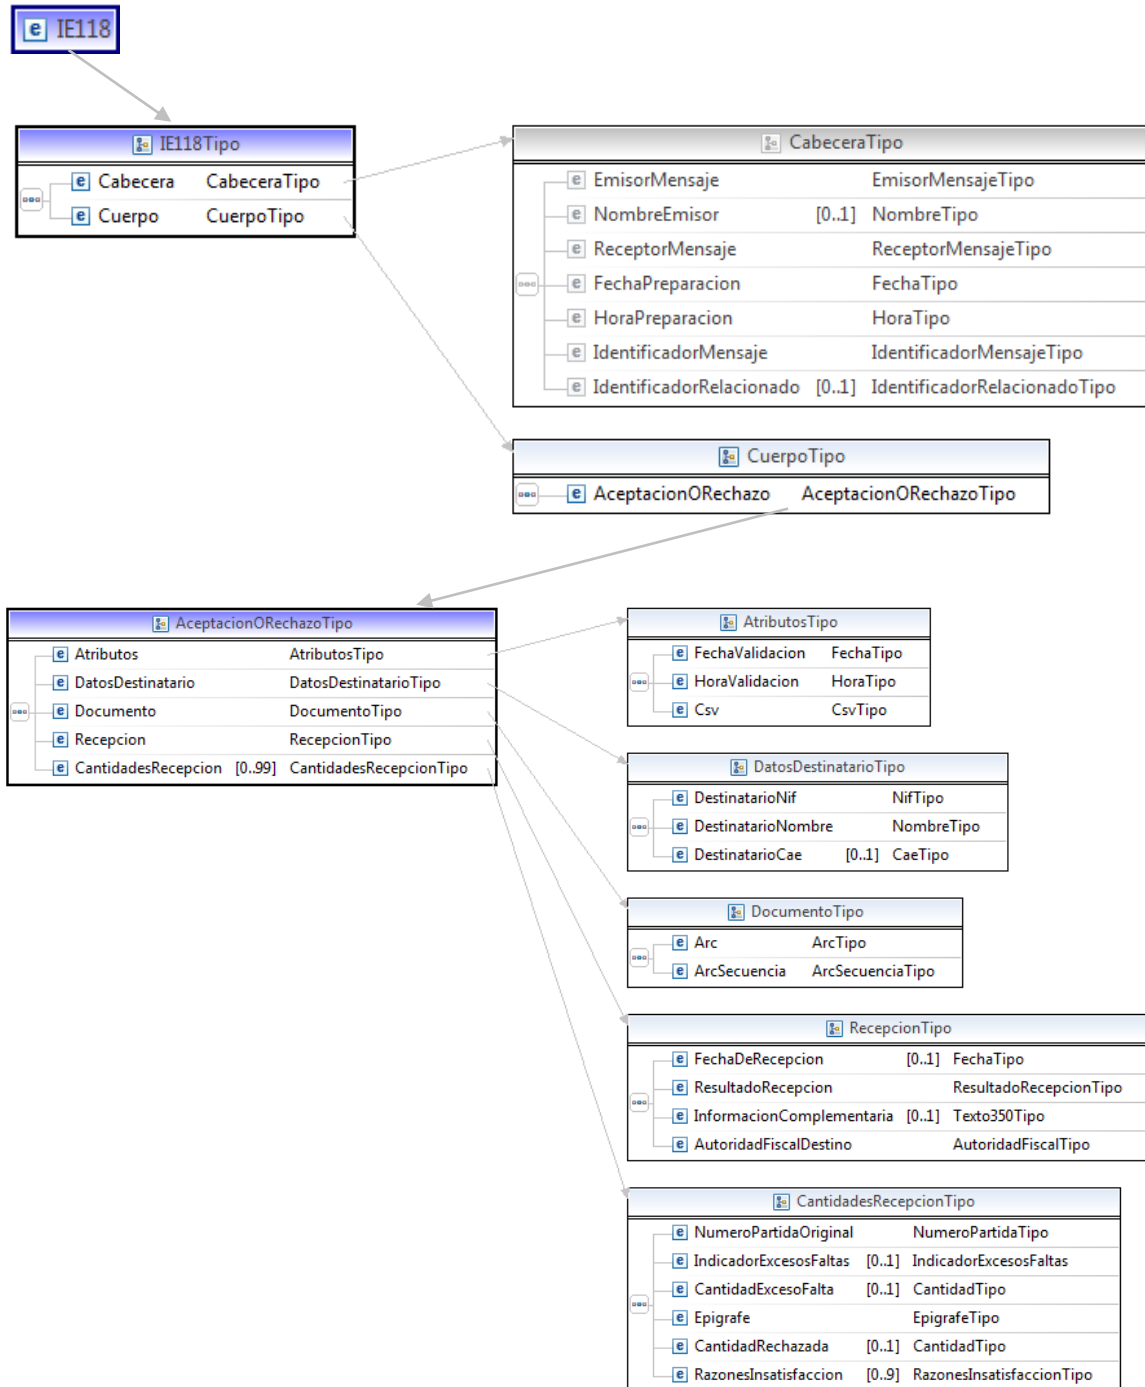 IE118
IE118Tipo
Cabecera CabeceraTipo
Cuerpo CuerpoTipo
CabeceraTipo
EmisorMensaje EmisorMensajeTipo
NombreEmisor [0..1] NombreTipo
ReceptorMensaje ReceptorMensajeTipo
FechaPreparacion FechaTipo
HoraPreparacion HoraTipo
IdentificadorMensaje IdentificadorMensajeTipo
IdentificadorRelacionado [0..1] IdentificadorRelacionadoTipo
CuerpoTipo
AceptacionORechazo AceptacionORechazoTipo
AceptacionORechazoTipo
Atributos AtributosTipo
DatosDestinatario DatosDestinatarioTipo
Documento DocumentoTipo
Recepcion RecepcionTipo
CantidadesRecepcion [0..99] CantidadesRecepcionTipo
AtributosTipo
FechaValidacion FechaTipo
HoraValidacion HoraTipo
Csv CsvTipo
DatosDestinatarioTipo
DestinatarioNif NifTipo
DestinatarioNombre NombreTipo
DestinatarioCae [0..1] CaeTipo
DocumentoTipo
Arc ArcTipo
ArcSecuencia ArcSecuenciaTipo
RecepcionTipo
FechaDeRecepcion [0..1] FechaTipo
ResultadoRecepcion ResultadoRecepcionTipo
InformacionComplementaria [0..1] Texto350Tipo
AutoridadFiscalDestino AutoridadFiscalTipo
CantidadesRecepcionTipo
NumeroPartidaOriginal NumeroPartidaTipo
IndicadorExcesosFaltas [0..1] IndicadorExcesosFaltas
CantidadExcesoFalta [0..1] CantidadTipo
Epigrafe EpigrafeTipo
CantidadRechazada [0..1] CantidadTipo
RazonesInsatisfaccion [0..9] RazonesInsatisfaccionTipo